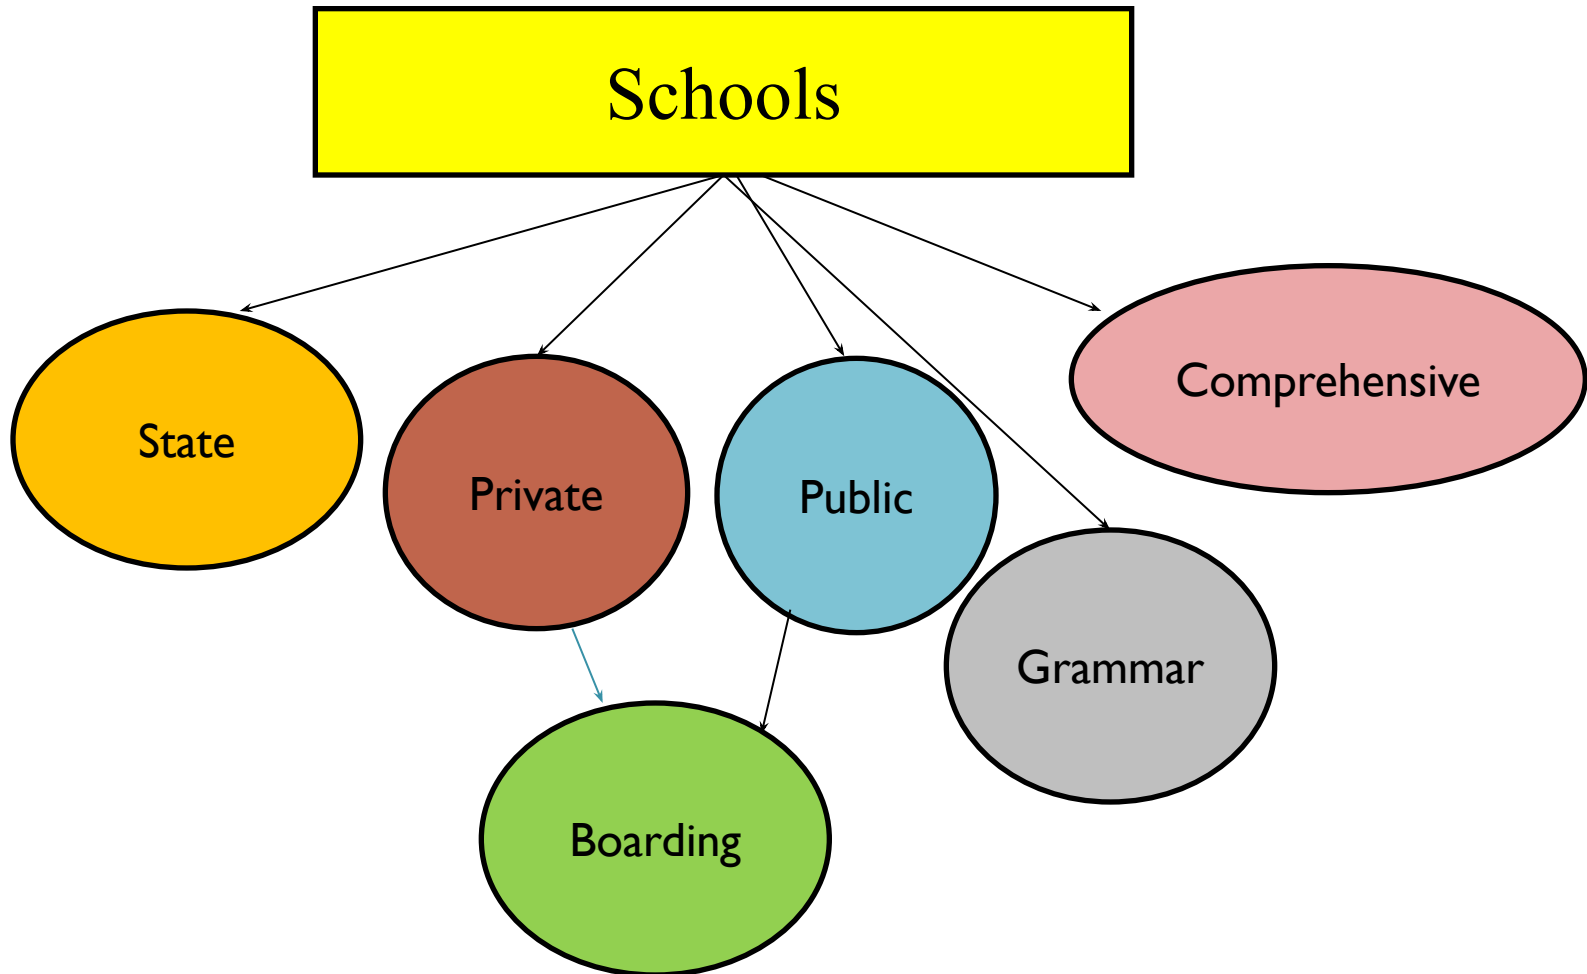 Schools
State
Private
Public
Comprehensive
Grammar
Boarding